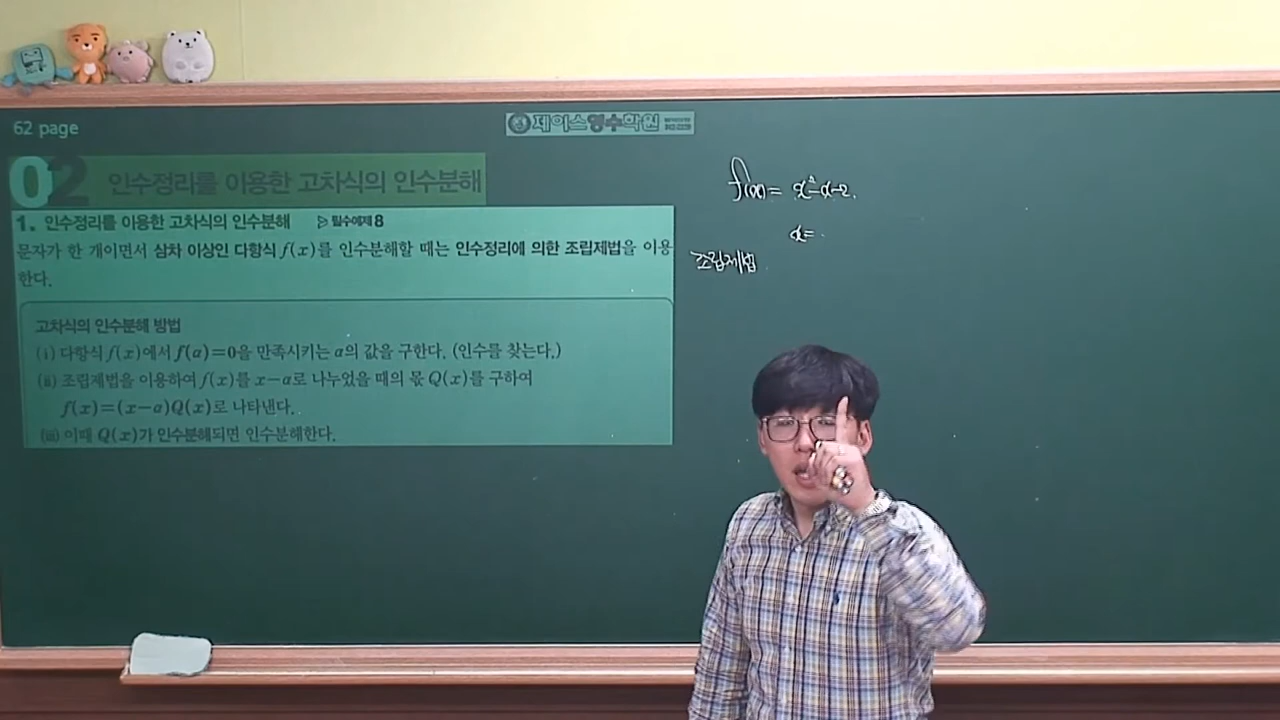 62 page
제이스영수학원
02 인수정리를 이용한 고차식의 인수분해
1. 인수정리를 이용한 고차식의 인수분해 ▷ 필수예제 8
문자가 한 개이면서 삼차 이상인 다항식 f(x)를 인수분해할 때는 인수정리에 의한 조립제법을 이용
한다.
고차식의 인수분해 방법
(ⅰ) 다항식 f(x)에서 f(α)=0을 만족시키는 α의 값을 구한다. (인수를 찾는다.)
(ⅱ) 조립제법을 이용하여 f(x)를 x-α로 나누었을 때의 몫 Q(x)를 구하여
f(x)=(x-α)Q(x)로 나타낸다.
(ⅲ) 이때 Q(x)가 인수분해되면 인수분해한다.
f(x)= x²-x-2.
x=
조립제법